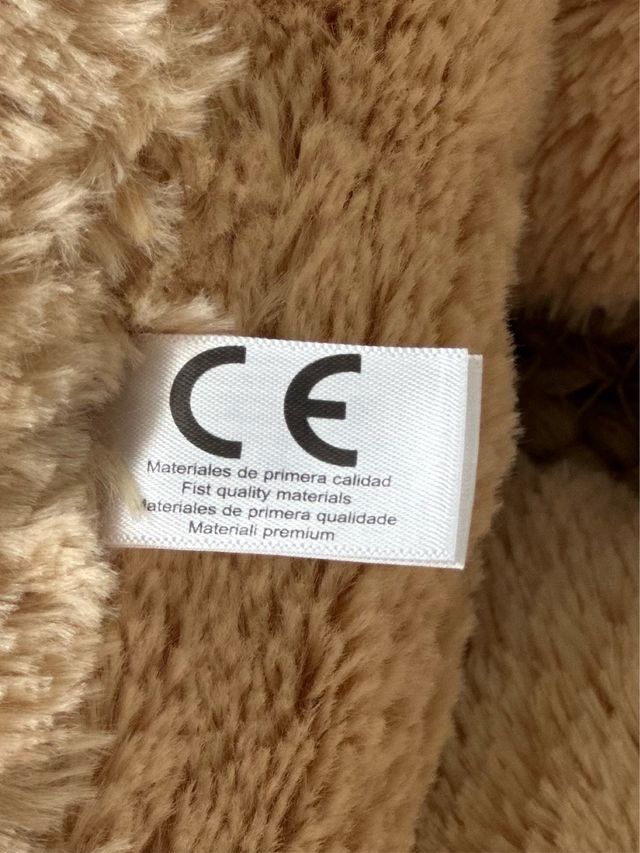 CE
Materiales de primera calidad
Fist quality materials
Materiales de primera qualidade
Materiali premium